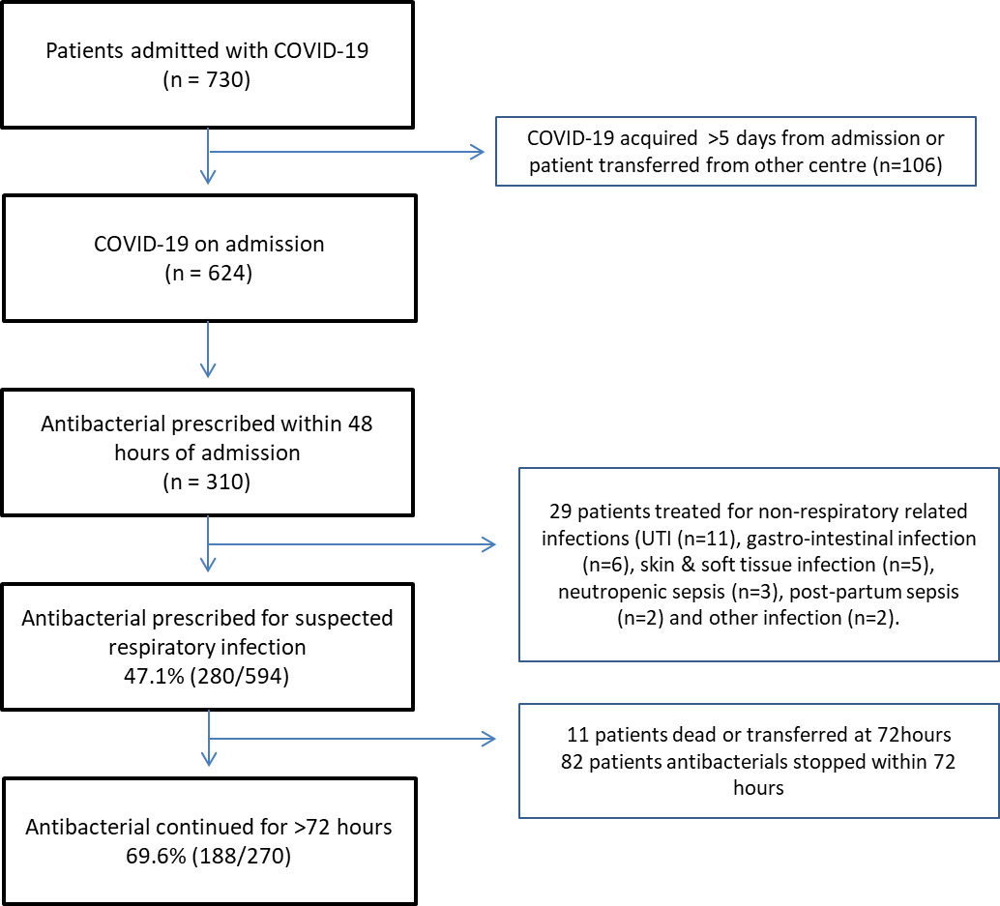 Patients admitted with COVID-19
(n = 730)
COVID-19 acquired >5 days from admission or
patient transferred from other centre (n=106)
COVID-19 on admission
(n = 624)
Antibacterial prescribed within 48
hours of admission
(n = 310)
29 patients treated for non-respiratory related
infections (UTI (n=11), gastro-intestinal infection
(n=6), skin & soft tissue infection (n=5),
neutropenic sepsis (n=3), post-partum sepsis
(n=2) and other infection (n=2).
Antibacterial prescribed for suspected
respiratory infection
47.1% (280/594)
11 patients dead or transferred at 72hours
82 patients antibacterials stopped within 72
hours
Antibacterial continued for >72 hours
69.6% (188/270)